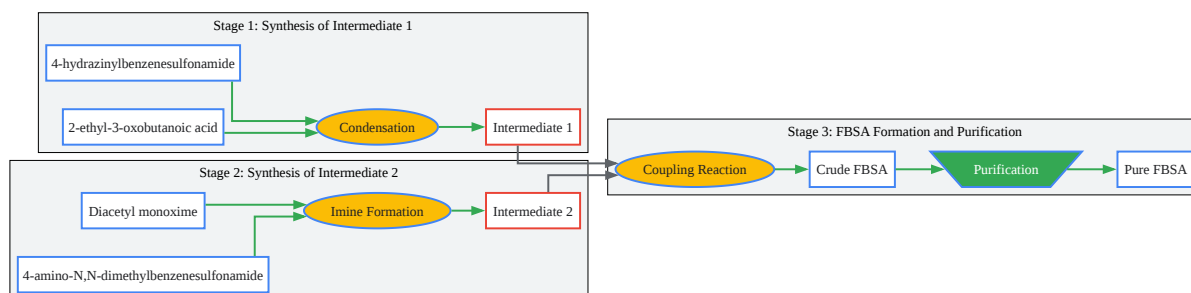 Stage 1: Synthesis of Intermediate 1
4-hydrazinylbenzenesulfonamide
2-ethyl-3-oxobutanoic acid
Condensation
Intermediate 1
Stage 2: Synthesis of Intermediate 2
Diacetyl monoxime
Imine Formation
Intermediate 2
4-amino-N,N-dimethylbenzenesulfonamide
Stage 3: FBSA Formation and Purification
Coupling Reaction
Crude FBSA
Purification
Pure FBSA